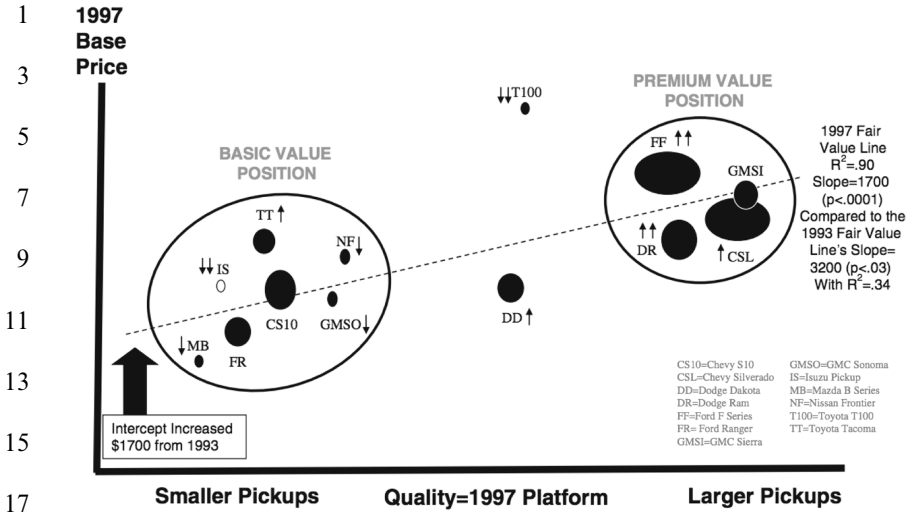 1
1997
Base
Price
3
5
7
9
11
13
15
17
PREMIUM VALUE
POSITION
↓↓T100
FF ↑↑
GMSI
↑↑
DR
↑ CSL
1997 Fair
Value Line
R²=.90
Slope=1700
(p<.0001)
Compared to the
1993 Fair Value
Line's Slope=
3200 (p<.03)
With R²=.34
BASIC VALUE
POSITION
TT ↑
NF↓
↓↓ IS
CS10
GMSO↓
↓MB
FR
DD ↑
Intercept Increased
$1700 from 1993
CS10=Chevy S10
CSL=Chevy Silverado
DD=Dodge Dakota
DR=Dodge Ram
FF=Ford F Series
FR= Ford Ranger
GMSI=GMC Sierra
GMSO=GMC Sonoma
IS=Isuzu Pickup
MB=Mazda B Series
NF=Nissan Frontier
T100=Toyota T100
TT=Toyota Tacoma
Smaller Pickups
Quality=1997 Platform
Larger Pickups